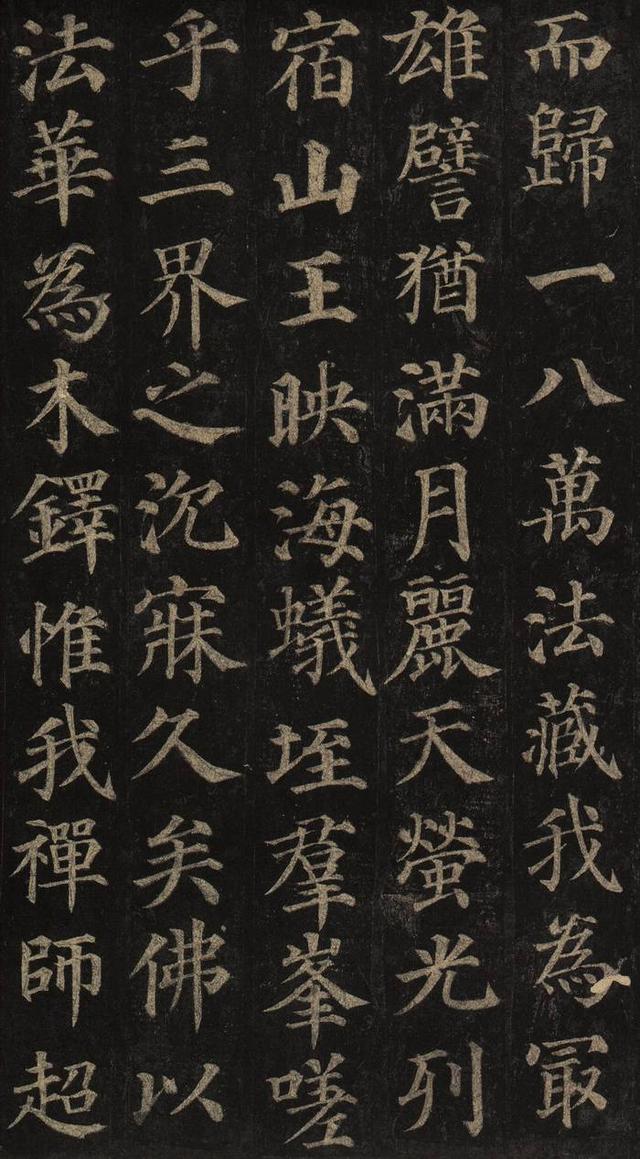 而歸一八萬法藏我為冣
雄譬猶滿月麗天螢光列
宿山王映海蟻垤羣峯嗟
乎三界之沉寐久矣佛以
法華為木鐸惟我禪師超